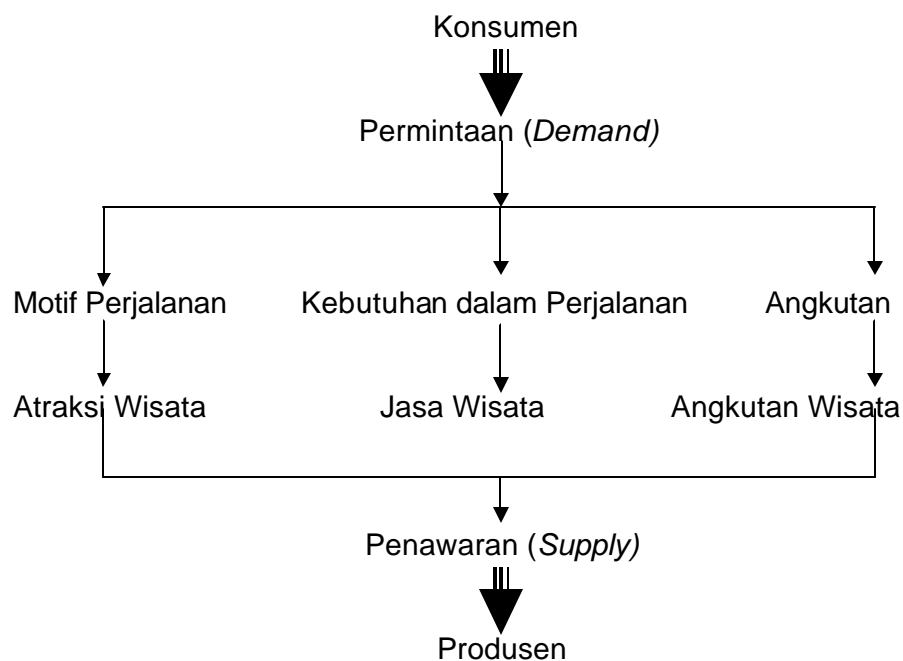 Konsumen
Permintaan (Demand)
Motif Perjalanan Kebutuhan dalam Perjalanan Angkutan
Atraksi Wisata Jasa Wisata Angkutan Wisata
Penawaran (Supply)
Produsen